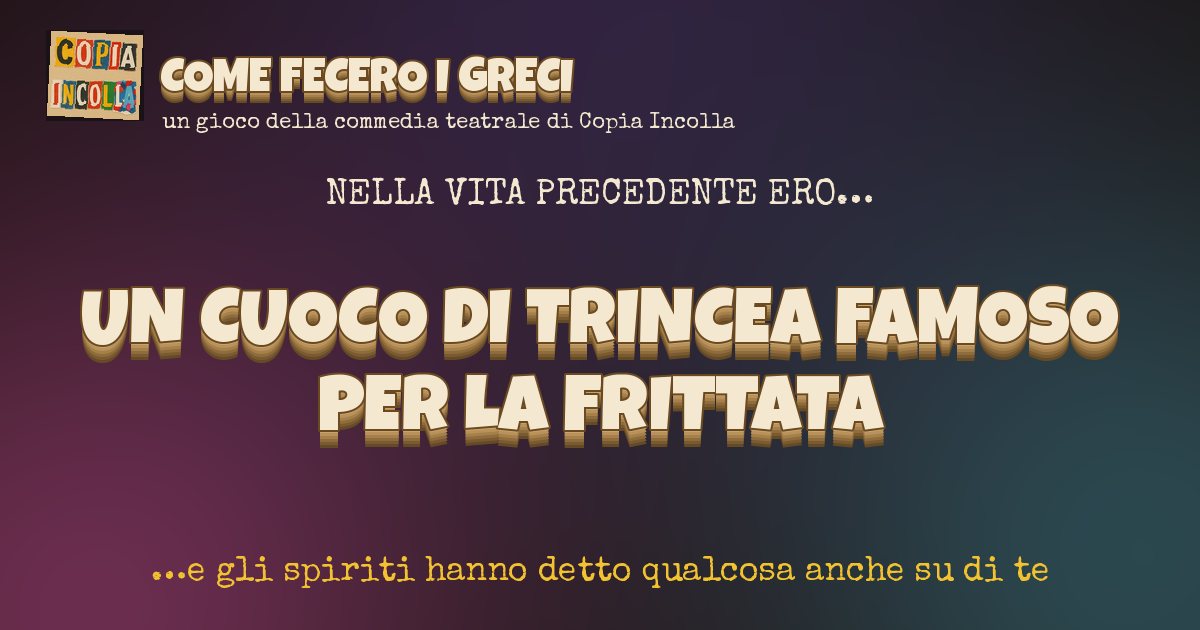 COPIA
INCOLLA
COME FECERO I GRECI
un gioco della commedia teatrale di Copia Incolla
NELLA VITA PRECEDENTE ERO...
UN CUOCO DI TRINCEA FAMOSO
PER LA FRITTATA
...e gli spiriti hanno detto qualcosa anche su di te